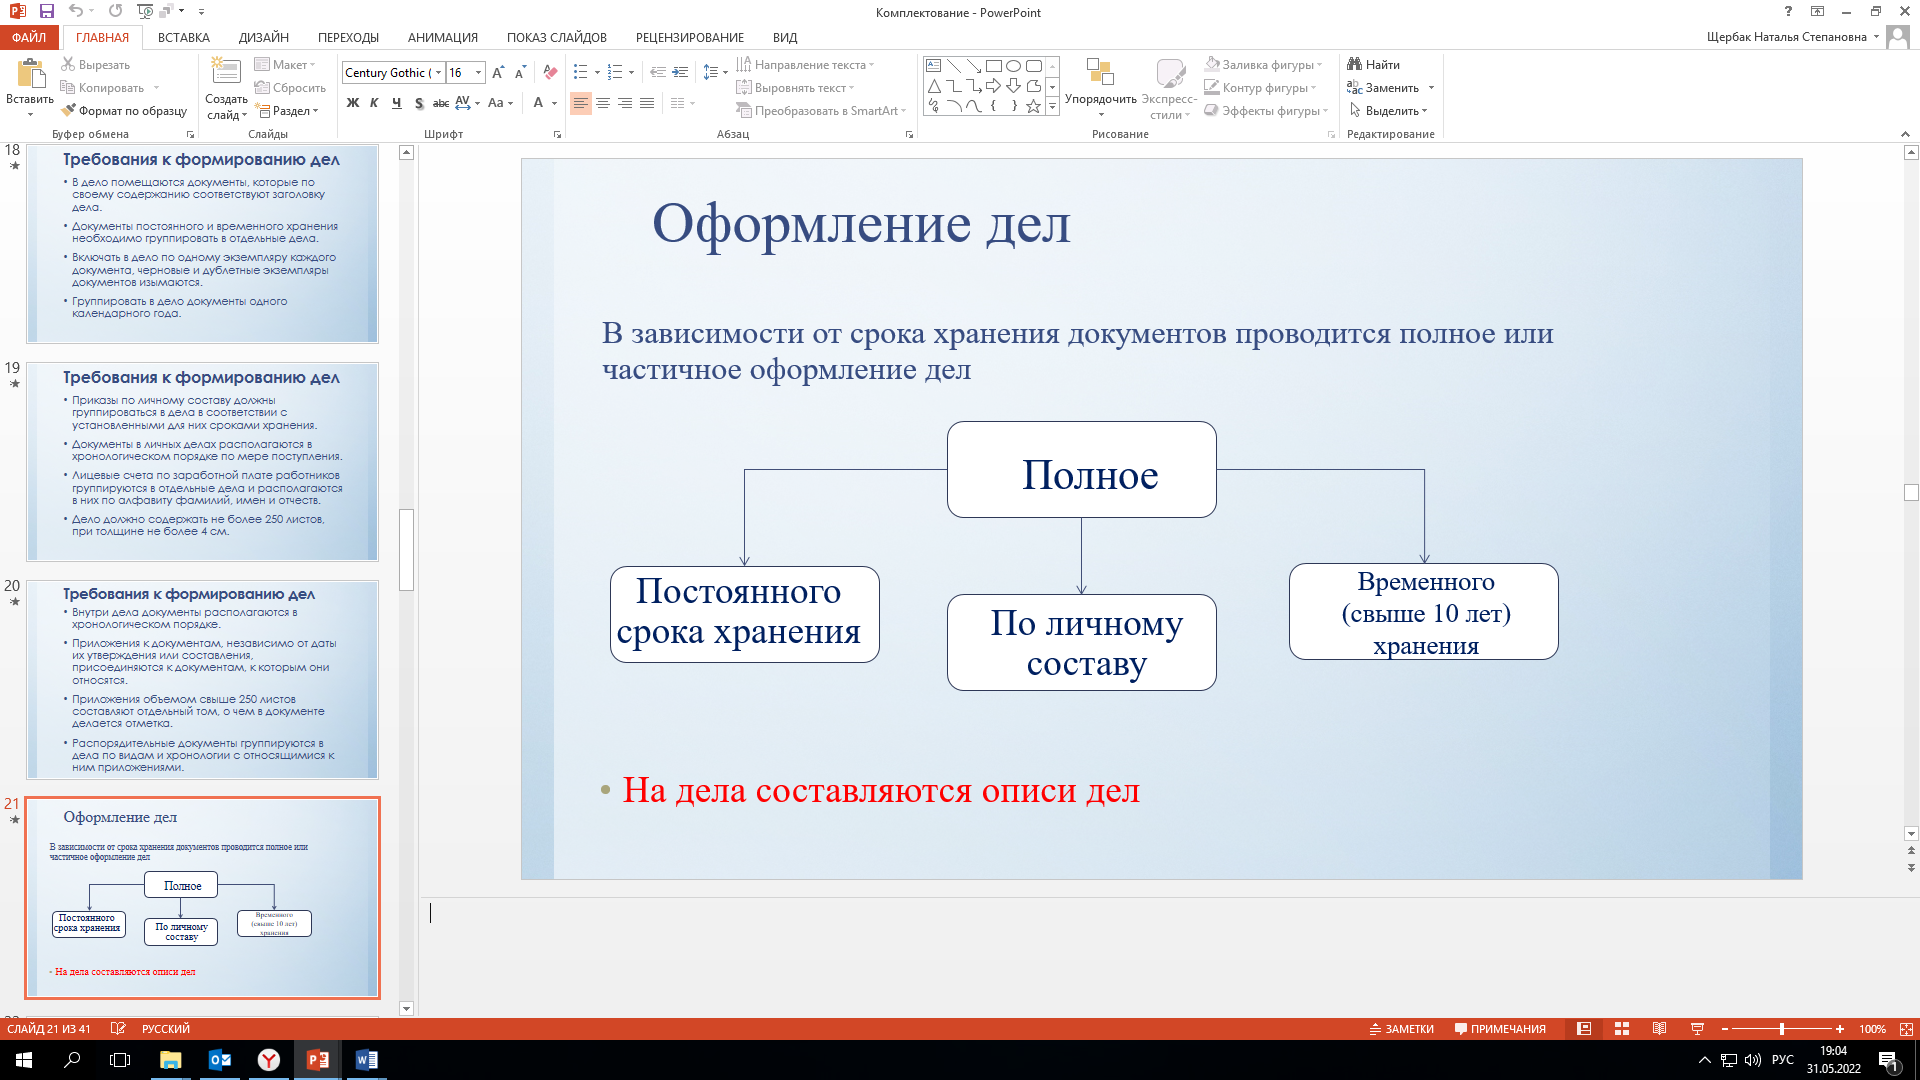 Комплектование - PowerPoint
ФАЙЛ
ГЛАВНАЯ
ВСТАВКА
ДИЗАЙН
ПЕРЕХОДЫ
АНИМАЦИЯ
ПОКАЗ СЛАЙДОВ
РЕЦЕНЗИРОВАНИЕ
ВИД
Щербак Наталья Степановна
Вставить
Вырезать
Копировать
Формат по образцу
Буфер обмена
Создать
слайд
Макет
Сбросить
Раздел
Слайды
Century Gothic (
16
Ж К Ч S abc AV Aa A
Шрифт
Направление текста
Выровнять текст
Преобразовать в SmartArt
Абзац
Упорядочить
Экспресс-
стили
Заливка фигуры
Контур фигуры
Эффекты фигуры
Рисование
Найти
Заменить
Выделить
Редактирование
18
Требования к формированию дел
• В дело помещаются документы, которые по
своему содержанию соответствуют заголовку
дела.
• Документы постоянного и временного хранения
необходимо группировать в отдельные дела.
• Включать в дело по одному экземпляру каждого
документа, черновые и дублетные экземпляры
документов изымаются.
• Группировать в дело документы одного
календарного года.
19
Требования к формированию дел
• Приказы по личному составу должны
группироваться в дела в соответствии с
установленными для них сроками хранения.
• Документы в личных делах располагаются в
хронологическом порядке по мере поступления.
• Лицевые счета по заработной плате работников
группируются в отдельные дела и располагаются
в них по алфавиту фамилий, имен и отчеств.
• Дело должно содержать не более 250 листов,
при толщине не более 4 см.
20
Требования к формированию дел
• Внутри дела документы располагаются в
хронологическом порядке.
• Приложения к документам, независимо от даты
их утверждения или составления,
присоединяются к документам, к которым они
относятся.
• Приложения объемом свыше 250 листов
составляют отдельный том, о чем в документе
делается отметка.
• Распорядительные документы группируются в
дела по видам и хронологии с относящимися к
ним приложениями.
21
Оформление дел
В зависимости от срока хранения документов проводится полное или
частичное оформление дел
Полное
Постоянного
срока хранения
По личному
составу
Временного
(свыше 10 лет)
хранения
• На дела составляются описи дел
Оформление дел
В зависимости от срока хранения документов проводится полное или
частичное оформление дел
Полное
Постоянного
срока хранения
По личному
составу
Временного
(свыше 10 лет)
хранения
• На дела составляются описи дел
СЛАЙД 21 ИЗ 41
РУССКИЙ
ЗАМЕТКИ
ПРИМЕЧАНИЯ
100%
РУС
19:04
31.05.2022
1